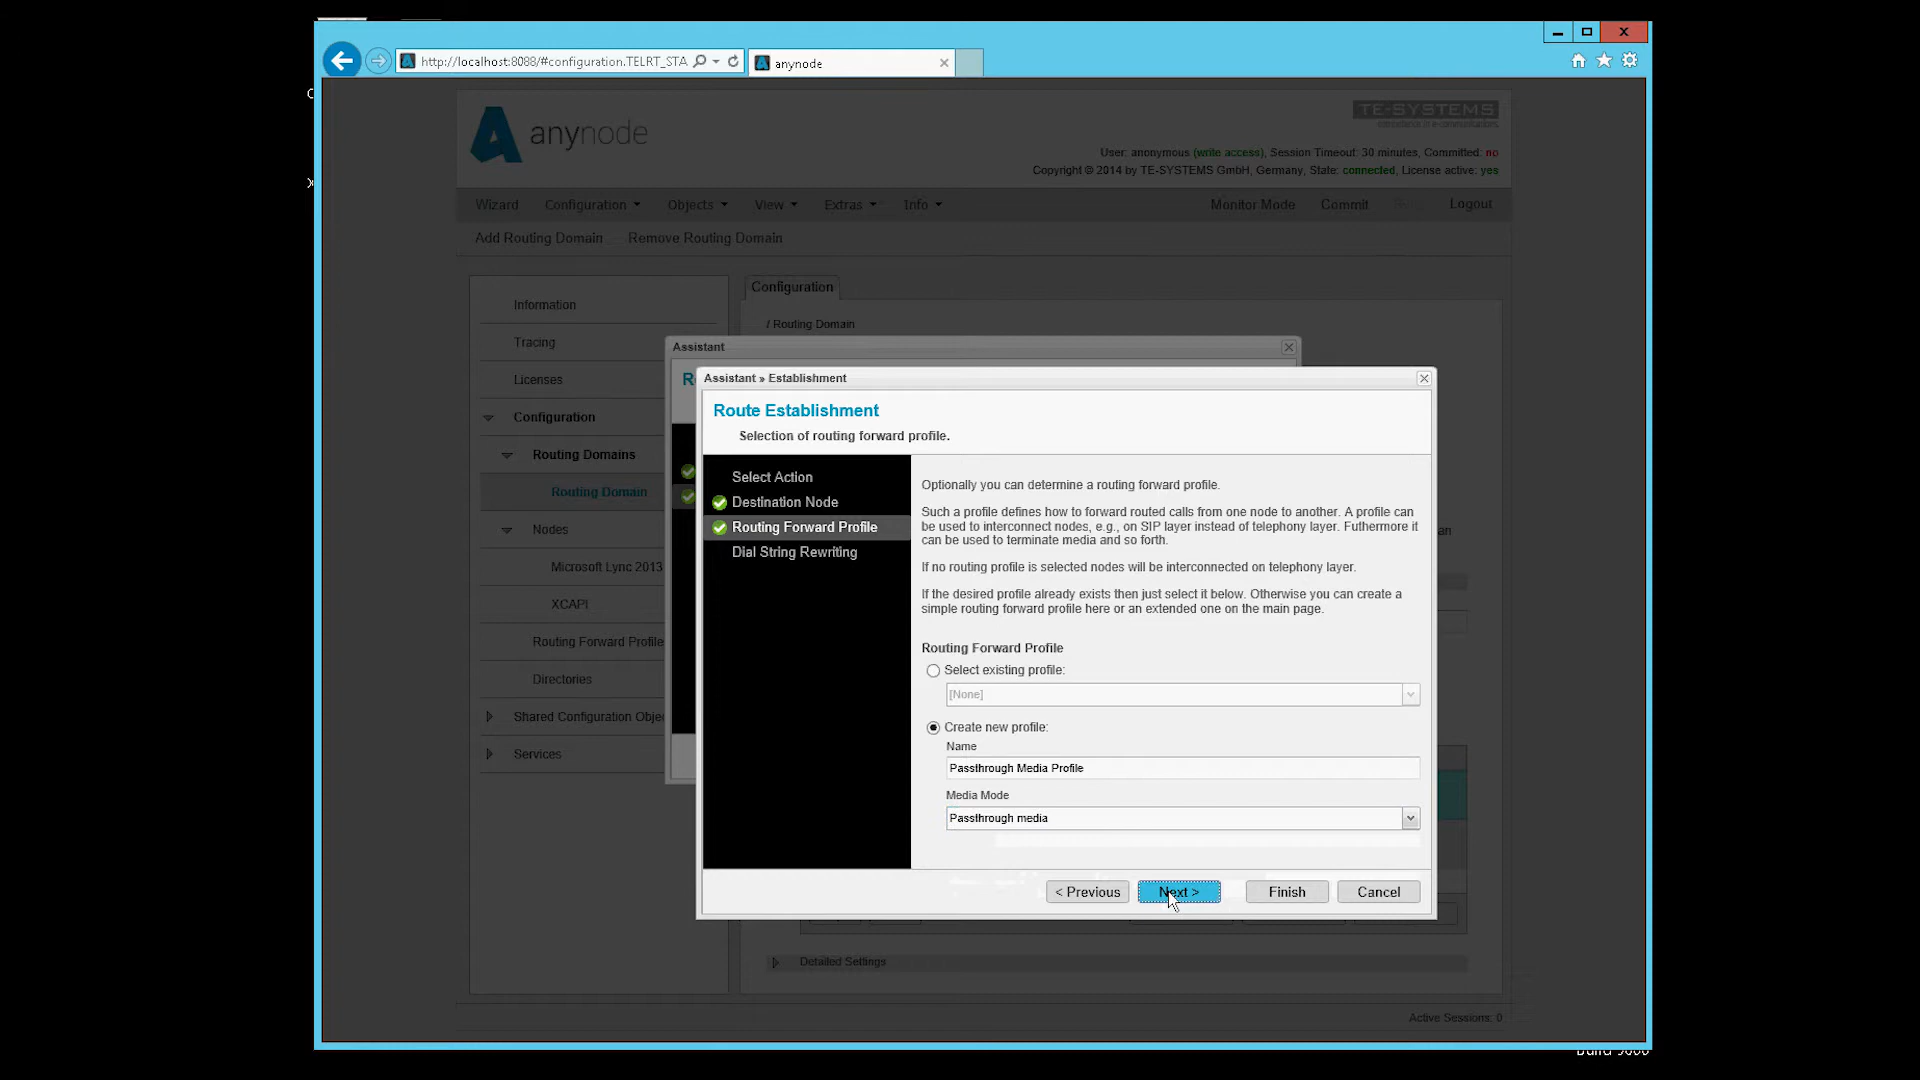 http://localhost:8088/#configuration.TELRT_STA
anynode
anynode
TE-SYSTEMS
User: anonymous (write access), Session Timeout: 30 minutes, Committed: no
Copyright © 2014 by TE-SYSTEMS GmbH, Germany, State: connected, License active: yes
Wizard Configuration Objects View Extras Info Monitor Mode Commit Logout
Add Routing Domain Remove Routing Domain
Information
Tracing
Licenses
Configuration
Routing Domains
Routing Domain
Nodes
Microsoft Lync 2013
XCAPI
Routing Forward Profile
Directories
Shared Configuration Obje
Services
Configuration
/ Routing Domain
Assistant
R
Assistant » Establishment
Route Establishment
Selection of routing forward profile.
Select Action
Destination Node
Routing Forward Profile
Dial String Rewriting
Optionally you can determine a routing forward profile.
Such a profile defines how to forward routed calls from one node to another. A profile can
be used to interconnect nodes, e.g., on SIP layer instead of telephony layer. Futhermore it
can be used to terminate media and so forth.
If no routing profile is selected nodes will be interconnected on telephony layer.
If the desired profile already exists then just select it below. Otherwise you can create a
simple routing forward profile here or an extended one on the main page.
Routing Forward Profile
Select existing profile:
[None]
Create new profile:
Name
Passthrough Media Profile
Media Mode
Passthrough media
< Previous Next > Finish Cancel
an
Detailed Settings
Active Sessions: 0